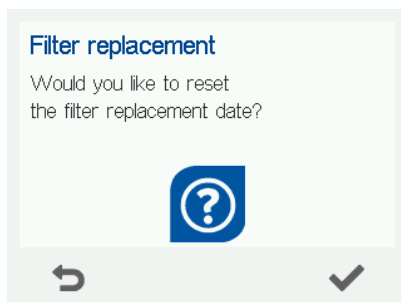 Filter replacement
Would you like to reset
the filter replacement date?